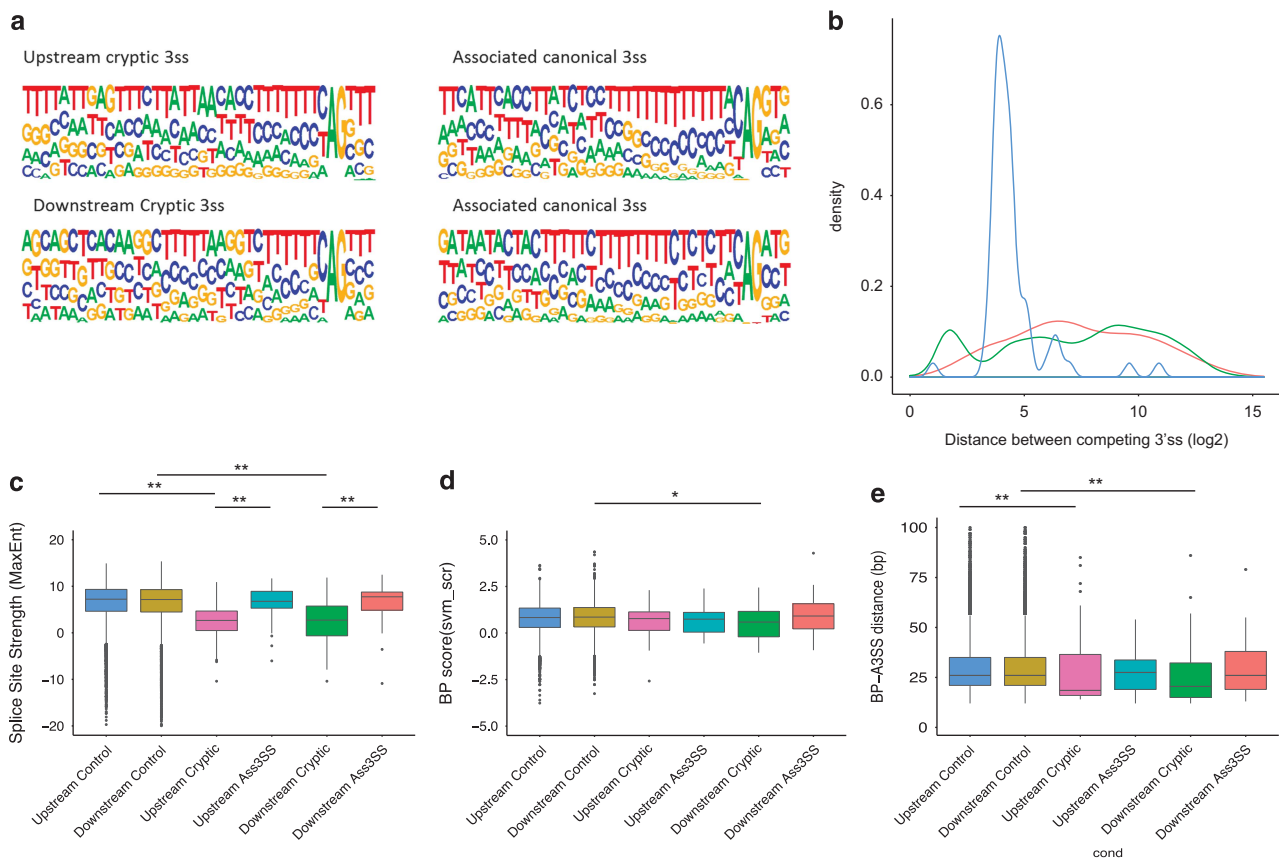 a
Upstream cryptic 3ss
Associated canonical 3ss
Downstream Cryptic 3ss
Associated canonical 3ss
b
density
0.6
0.4
0.2
0.0
0
5
10
15
Distance between competing 3'ss (log2)
c
**
**
**
**
Splice Site Strength (MaxEnt)
20
10
0
−10
−20
Upstream Control
Downstream Control
Upstream Cryptic
Upstream Ass3SS
Downstream Cryptic
Downstream Ass3SS
d
*
BP score(svm_scr)
5.0
2.5
0.0
−2.5
−5.0
Upstream Control
Downstream Control
Upstream Cryptic
Upstream Ass3SS
Downstream Cryptic
Downstream Ass3SS
e
**
**
BP−A3SS distance (bp)
100
75
50
25
0
Upstream Control
Downstream Control
Upstream Cryptic
Upstream Ass3SS
Downstream Cryptic
Downstream Ass3SS
cond